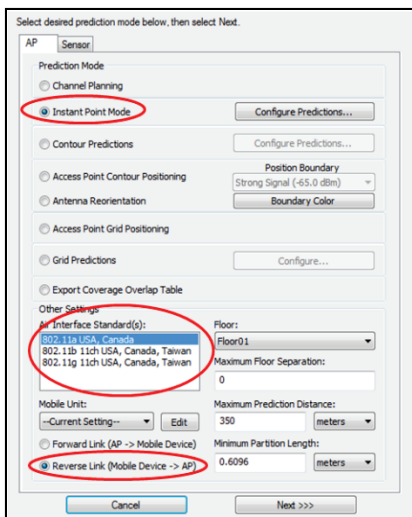 Select desired prediction mode below, then select Next.
AP Sensor
Prediction Mode
Channel Planning
Instant Point Mode Configure Predictions...
Contour Predictions Configure Predictions...
Position Boundary
Access Point Contour Positioning Strong Signal (-65.0 dBm)
Antenna Reorientation Boundary Color
Access Point Grid Positioning
Grid Predictions Configure...
Export Coverage Overlap Table
Other Settings
Air Interface Standard(s): Floor:
802.11a USA, Canada Floor01
802.11b 11ch USA, Canada, Taiwan
802.11g 11ch USA, Canada, Taiwan Maximum Floor Separation:
0
Mobile Unit: Maximum Prediction Distance:
--Current Setting-- Edit 350 meters
Forward Link (AP -> Mobile Device) Minimum Partition Length:
Reverse Link (Mobile Device -> AP) 0.6096 meters
Cancel Next >>>